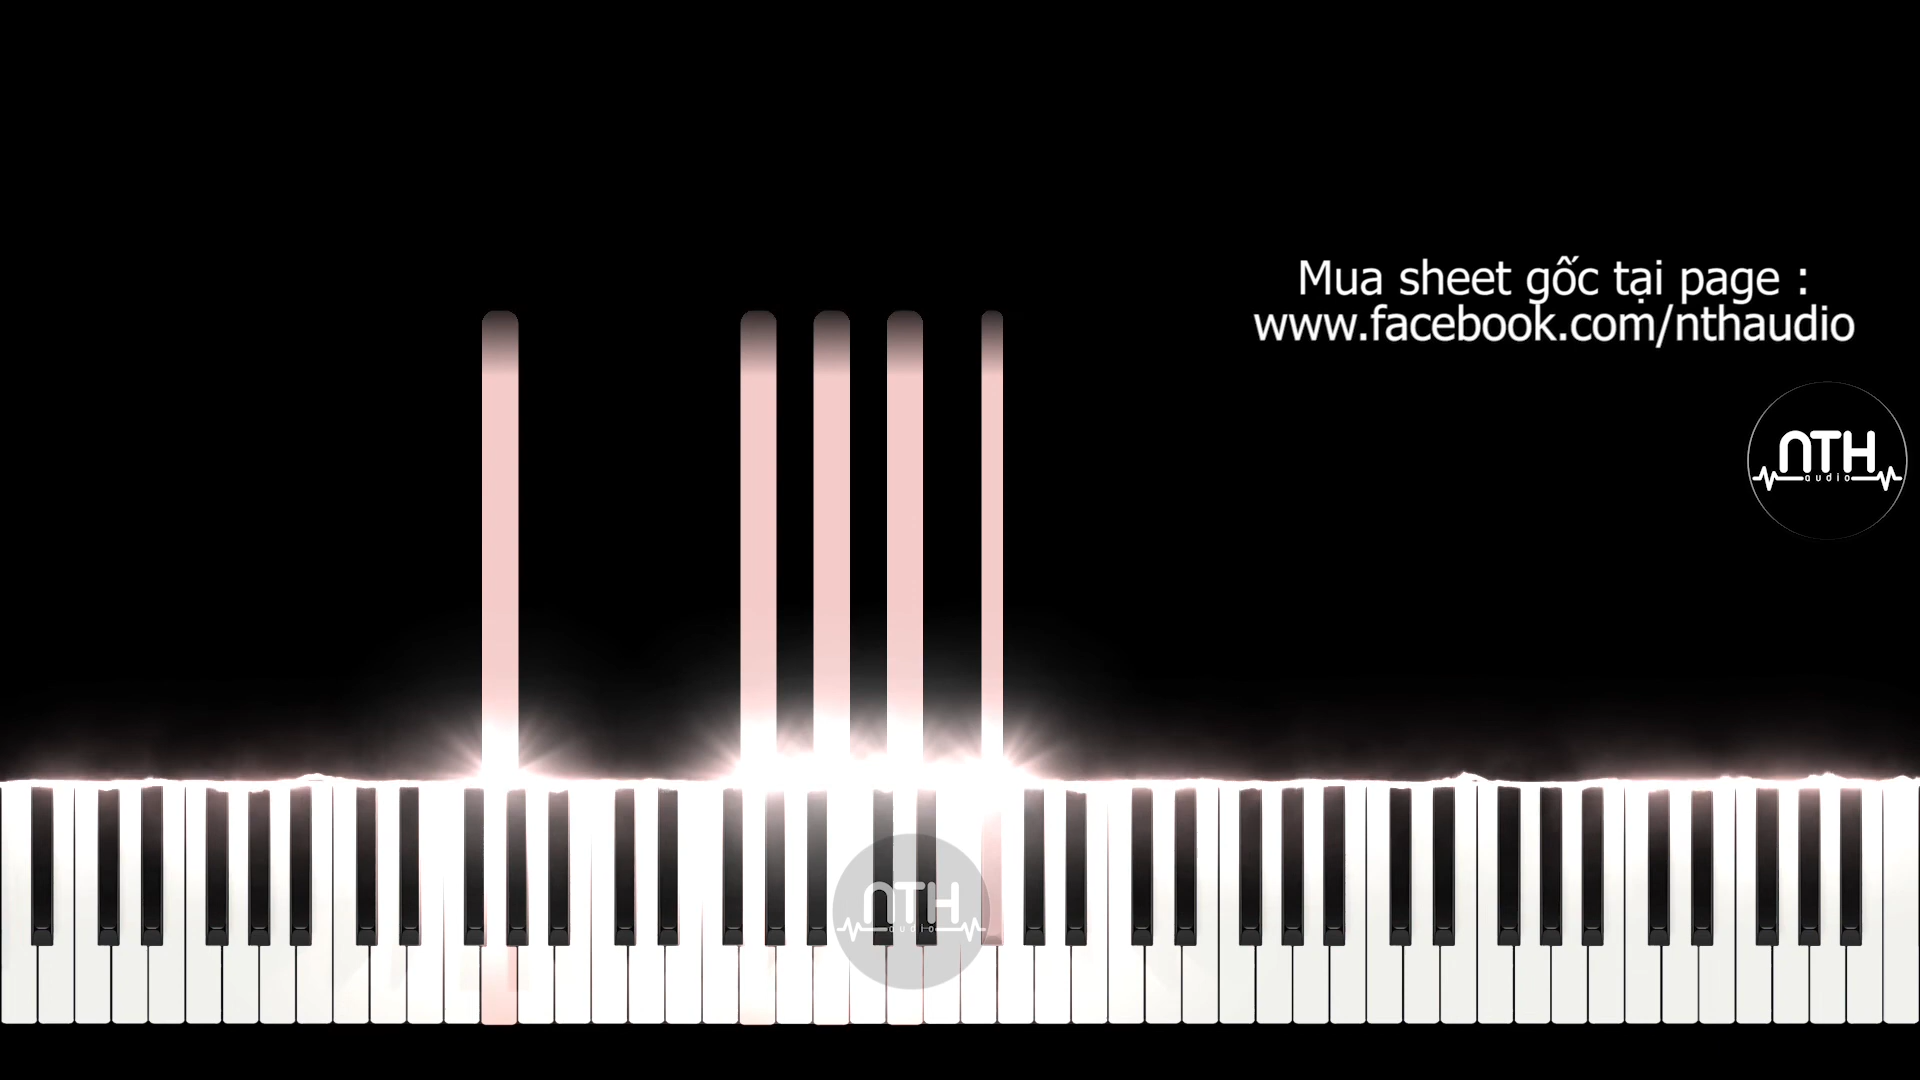 Mua sheet gốc tại page :
www.facebook.com/nthaudio
NTH
audio
NTH
audio